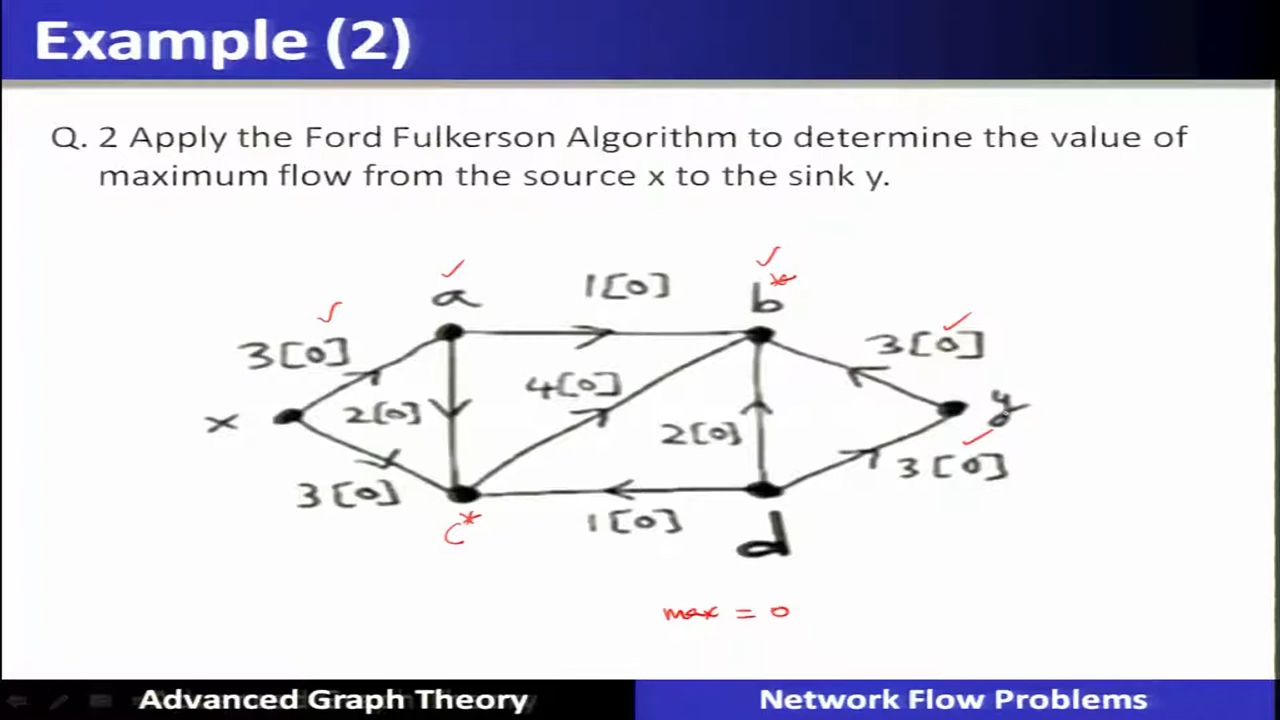 Example (2)
Q. 2 Apply the Ford Fulkerson Algorithm to determine the value of
maximum flow from the source x to the sink y.
a 1[0] b*
3[0] 3[0]
4[0]
x 2[0] 2[0] y
3[0] 3[0]
c* 1[0] d
max = 0
Advanced Graph Theory Network Flow Problems